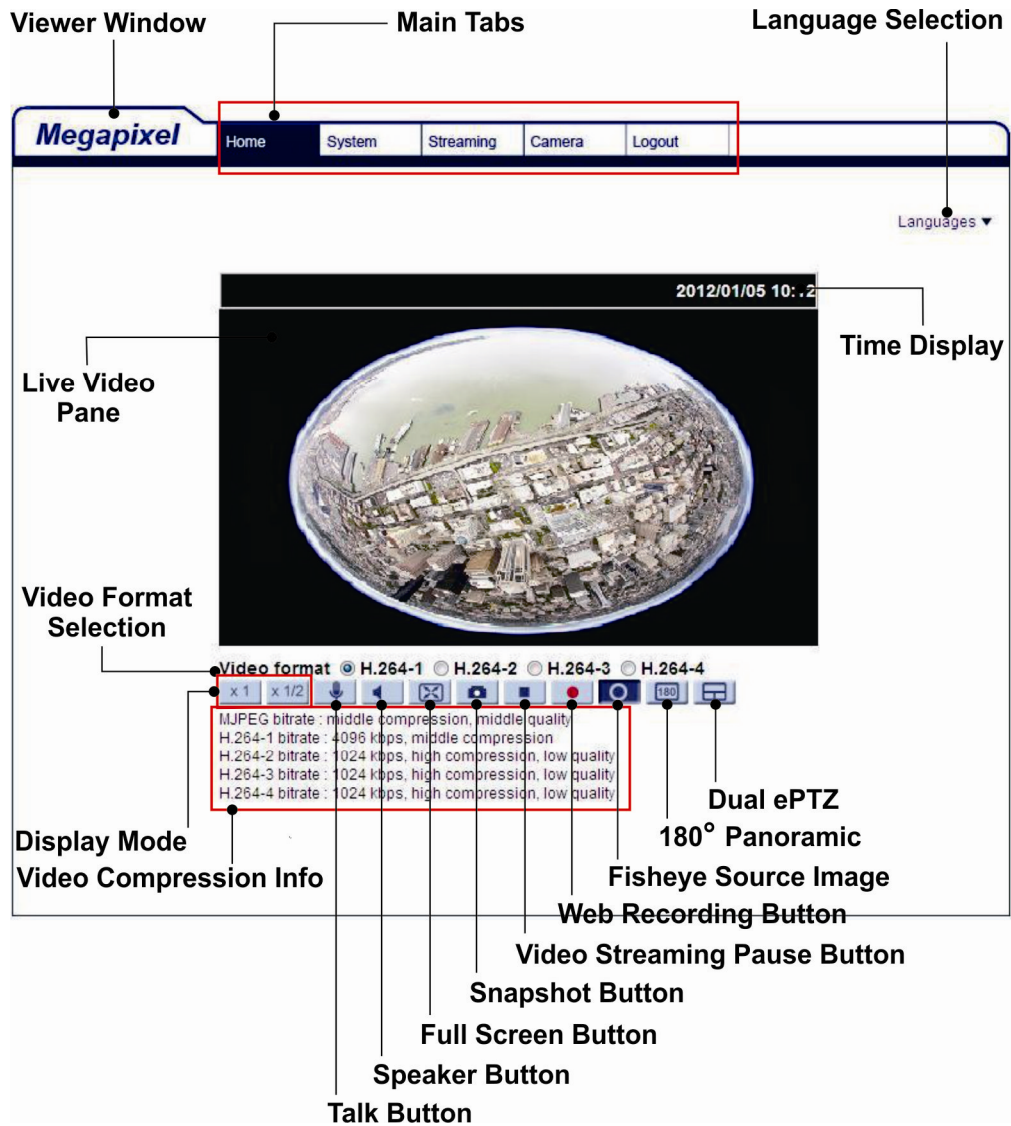 Viewer Window
Main Tabs
Language Selection
Megapixel
Home
System
Streaming
Camera
Logout
Languages ▼
2012/01/05 10:
Time Display
Live Video
Pane
Video Format
Selection
Video format H.264-1 H.264-2 H.264-3 H.264-4
x 1
x 1/2
180
MJPEG bitrate : middle compression, middle quality
H.264-1 bitrate : 4096 kbps, middle compression
H.264-2 bitrate : 1024 kbps, high compression, low quality
H.264-3 bitrate : 1024 kbps, high compression, low quality
H.264-4 bitrate : 1024 kbps, high compression, low quality
Display Mode
Video Compression Info
Dual ePTZ
180° Panoramic
Fisheye Source Image
Web Recording Button
Video Streaming Pause Button
Snapshot Button
Full Screen Button
Speaker Button
Talk Button